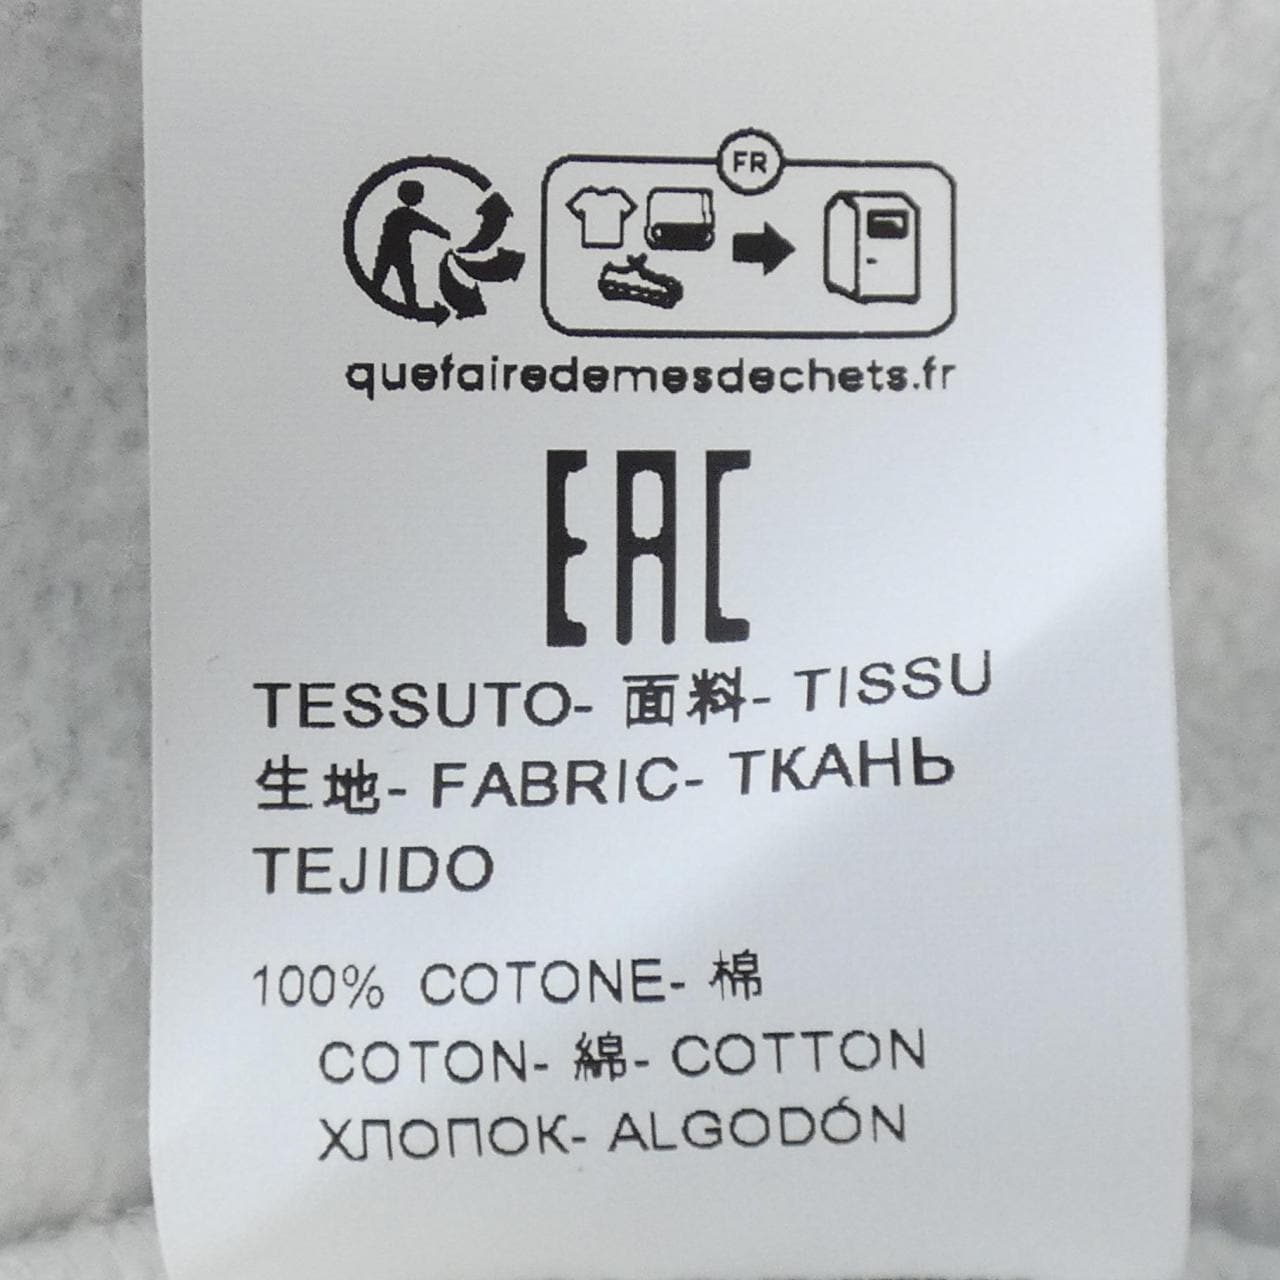 FR
quefairedemesdechets.fr
EAC
TESSUTO- 面料- TISSU
生地- FABRIC- ТКАНЬ
TEJIDO
100% COTONE- 棉
COTON- 綿- COTTON
ХЛОПОК- ALGODÓN